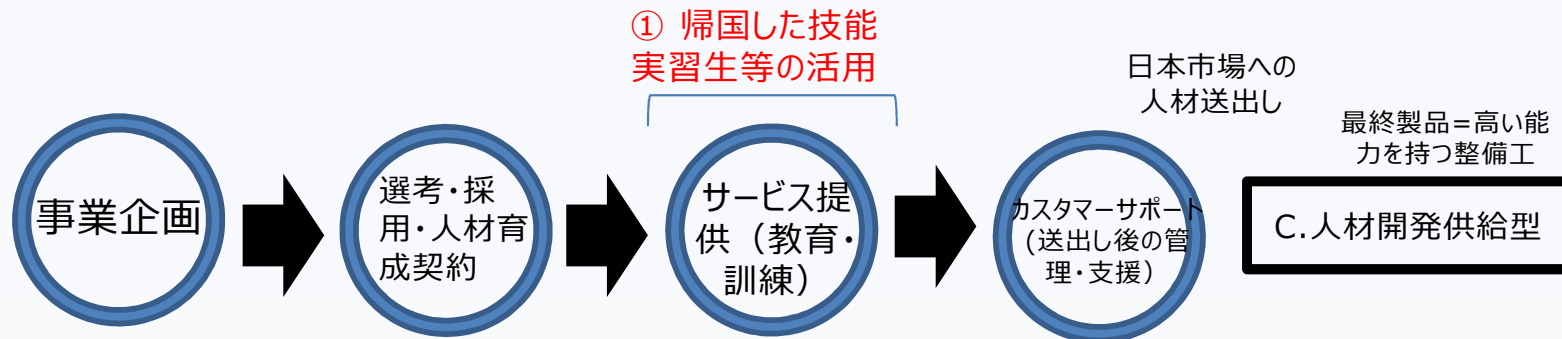 ① 帰国した技能
実習生等の活用
日本市場への
人材送出し
最終製品=高い能
力を持つ整備工
事業企画
選考・採
用・人材育
成契約
サービス提
供（教育・
訓練）
カスタマーサポート
(送出し後の管
理・支援）
C.人材開発供給型